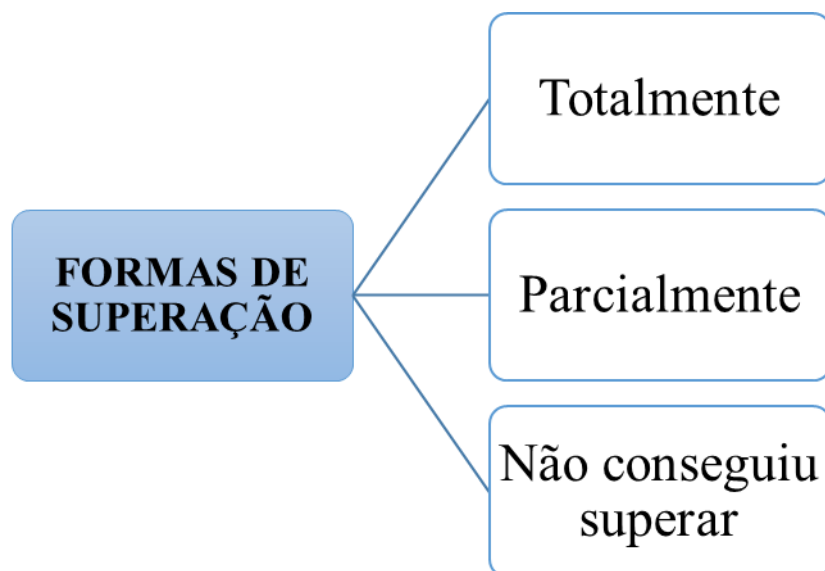 FORMAS DE
SUPERAÇÃO
Totalmente
Parcialmente
Não conseguiu
superar